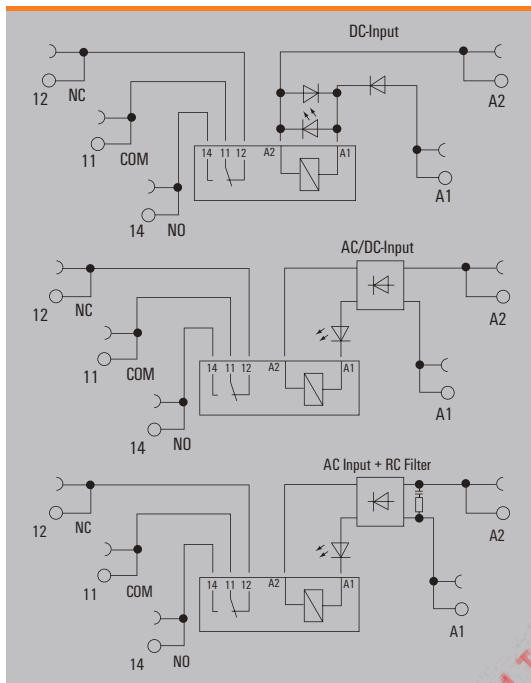 DC-Input
12 NC
A2
11 COM
14 11 12 A2 A1
A1
14 NO
AC/DC-Input
12 NC
A2
11 COM
14 11 12 A2 A1
A1
14 NO
AC Input + RC Filter
12 NC
A2
11 COM
14 11 12 A2 A1
A1
14 NO